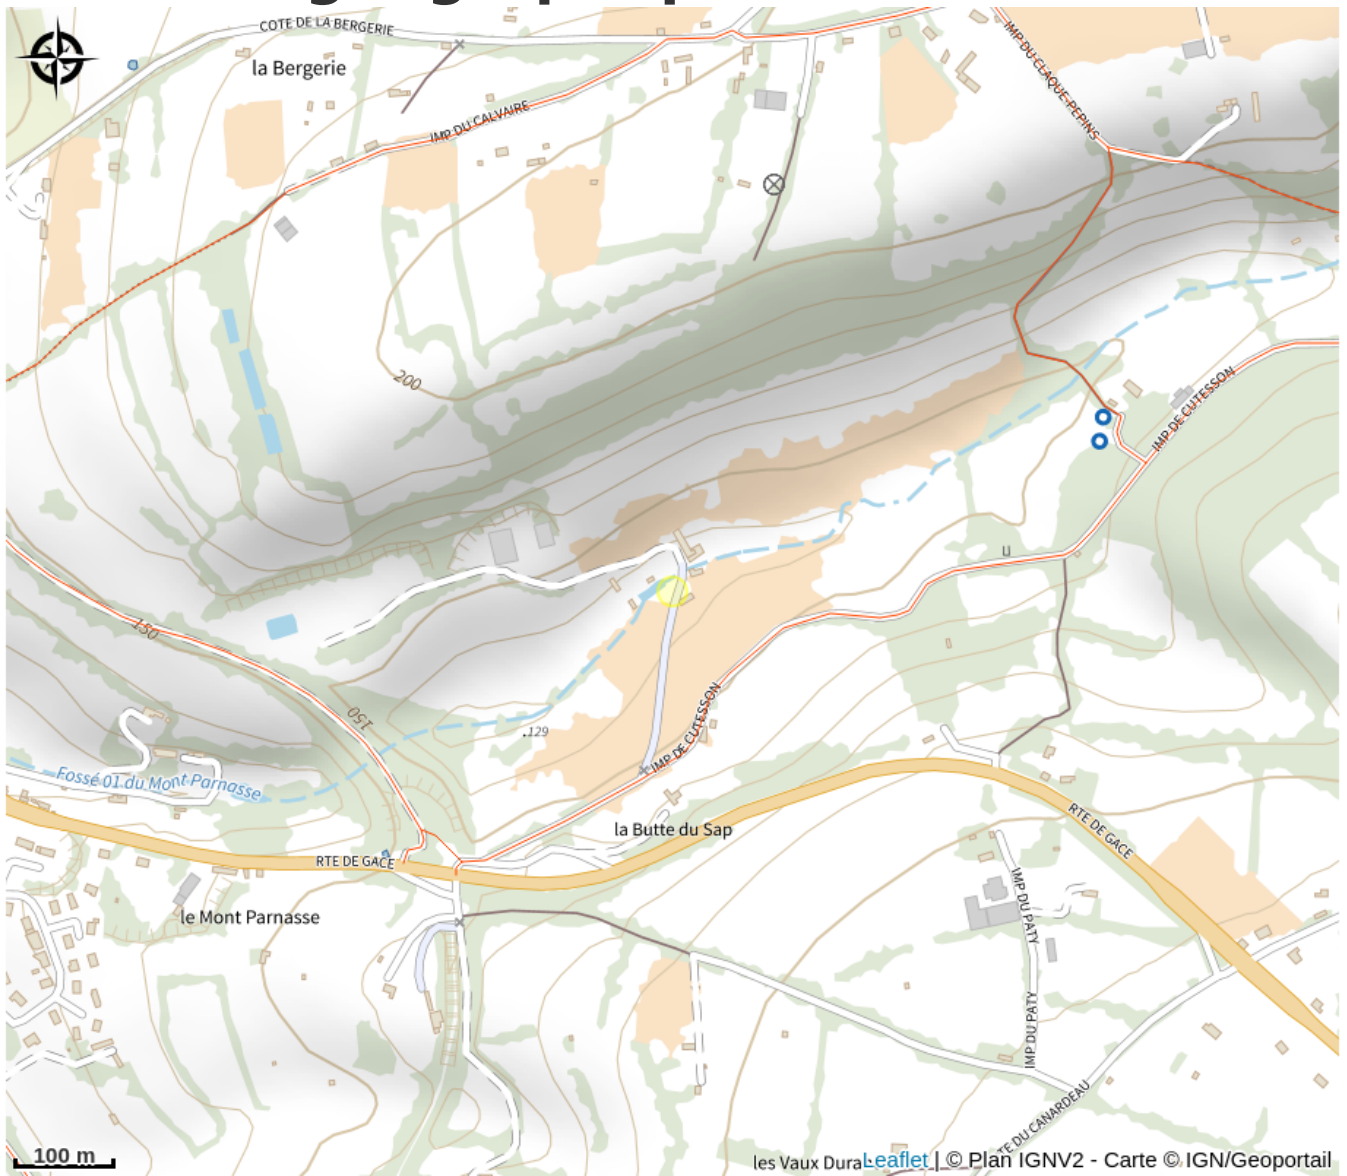 COTE DE LA BERGERIE
la Bergerie
IMP DU CLAQUE-PEPINS
IMP DU CALVAIRE
200
IMP DE CUTESSON
LI
150
150
.129
IMP DE CUTESSON
Fossé 01 du Mont Parnasse
la Butte du Sap
RTE DE GACE
RTE DE GACE
le Mont Parnasse
IMP DU PATY
IMP DU PATY
TE DU CANARDEAU
100 m
les Vaux Dura
Leaflet | © Plan IGNV2 - Carte © IGN/Geoportail